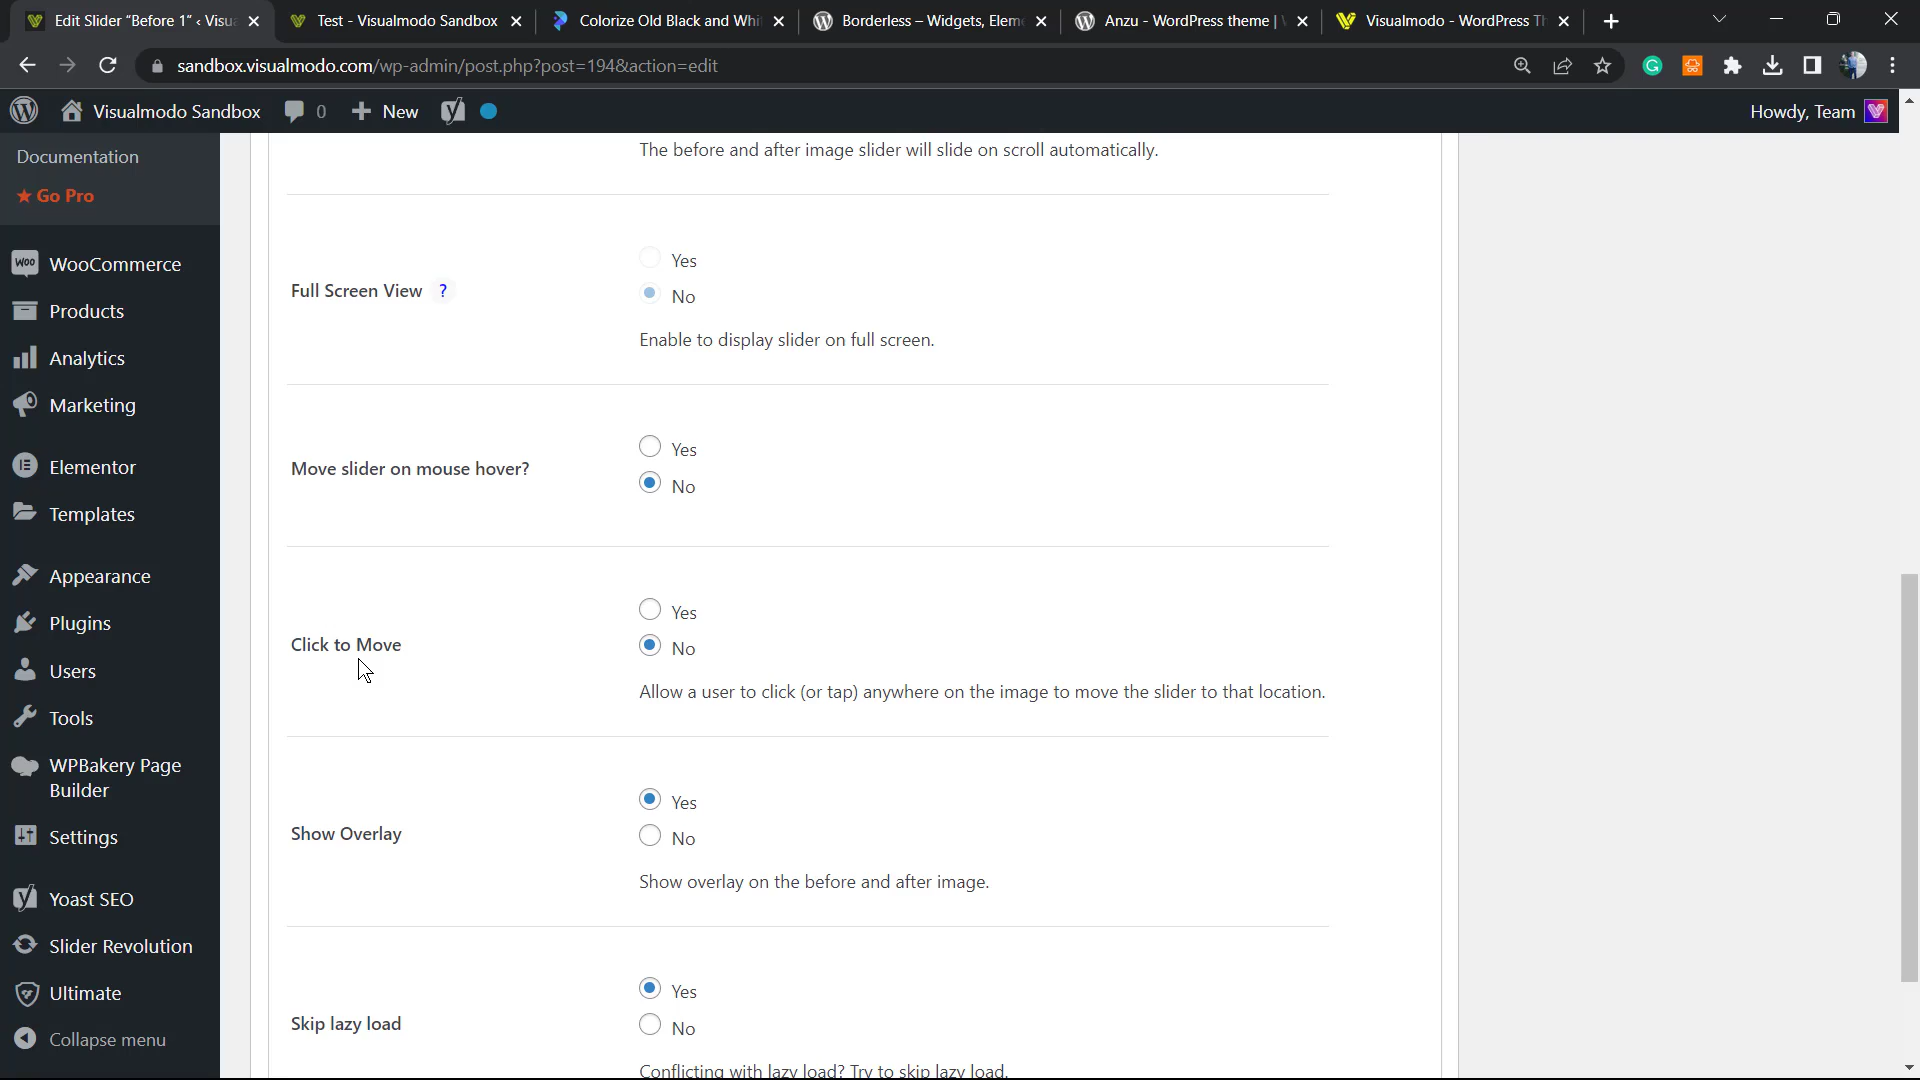 Edit Slider “Before 1” ‹ Visua
Test - Visualmodo Sandbox
Colorize Old Black and Whi
Borderless – Widgets, Elem
Anzu - WordPress theme |
Visualmodo - WordPress Th
sandbox.visualmodo.com/wp-admin/post.php?post=194&action=edit
Visualmodo Sandbox
0
New
Howdy, Team
Documentation
Go Pro
WooCommerce
Products
Analytics
Marketing
Elementor
Templates
Appearance
Plugins
Users
Tools
WPBakery Page
Builder
Settings
Yoast SEO
Slider Revolution
Ultimate
Collapse menu
The before and after image slider will slide on scroll automatically.
Full Screen View ?
Yes
No
Enable to display slider on full screen.
Move slider on mouse hover?
Yes
No
Click to Move
Yes
No
Allow a user to click (or tap) anywhere on the image to move the slider to that location.
Show Overlay
Yes
No
Show overlay on the before and after image.
Skip lazy load
Yes
No
Conflicting with lazy load? Try to skip lazy load.